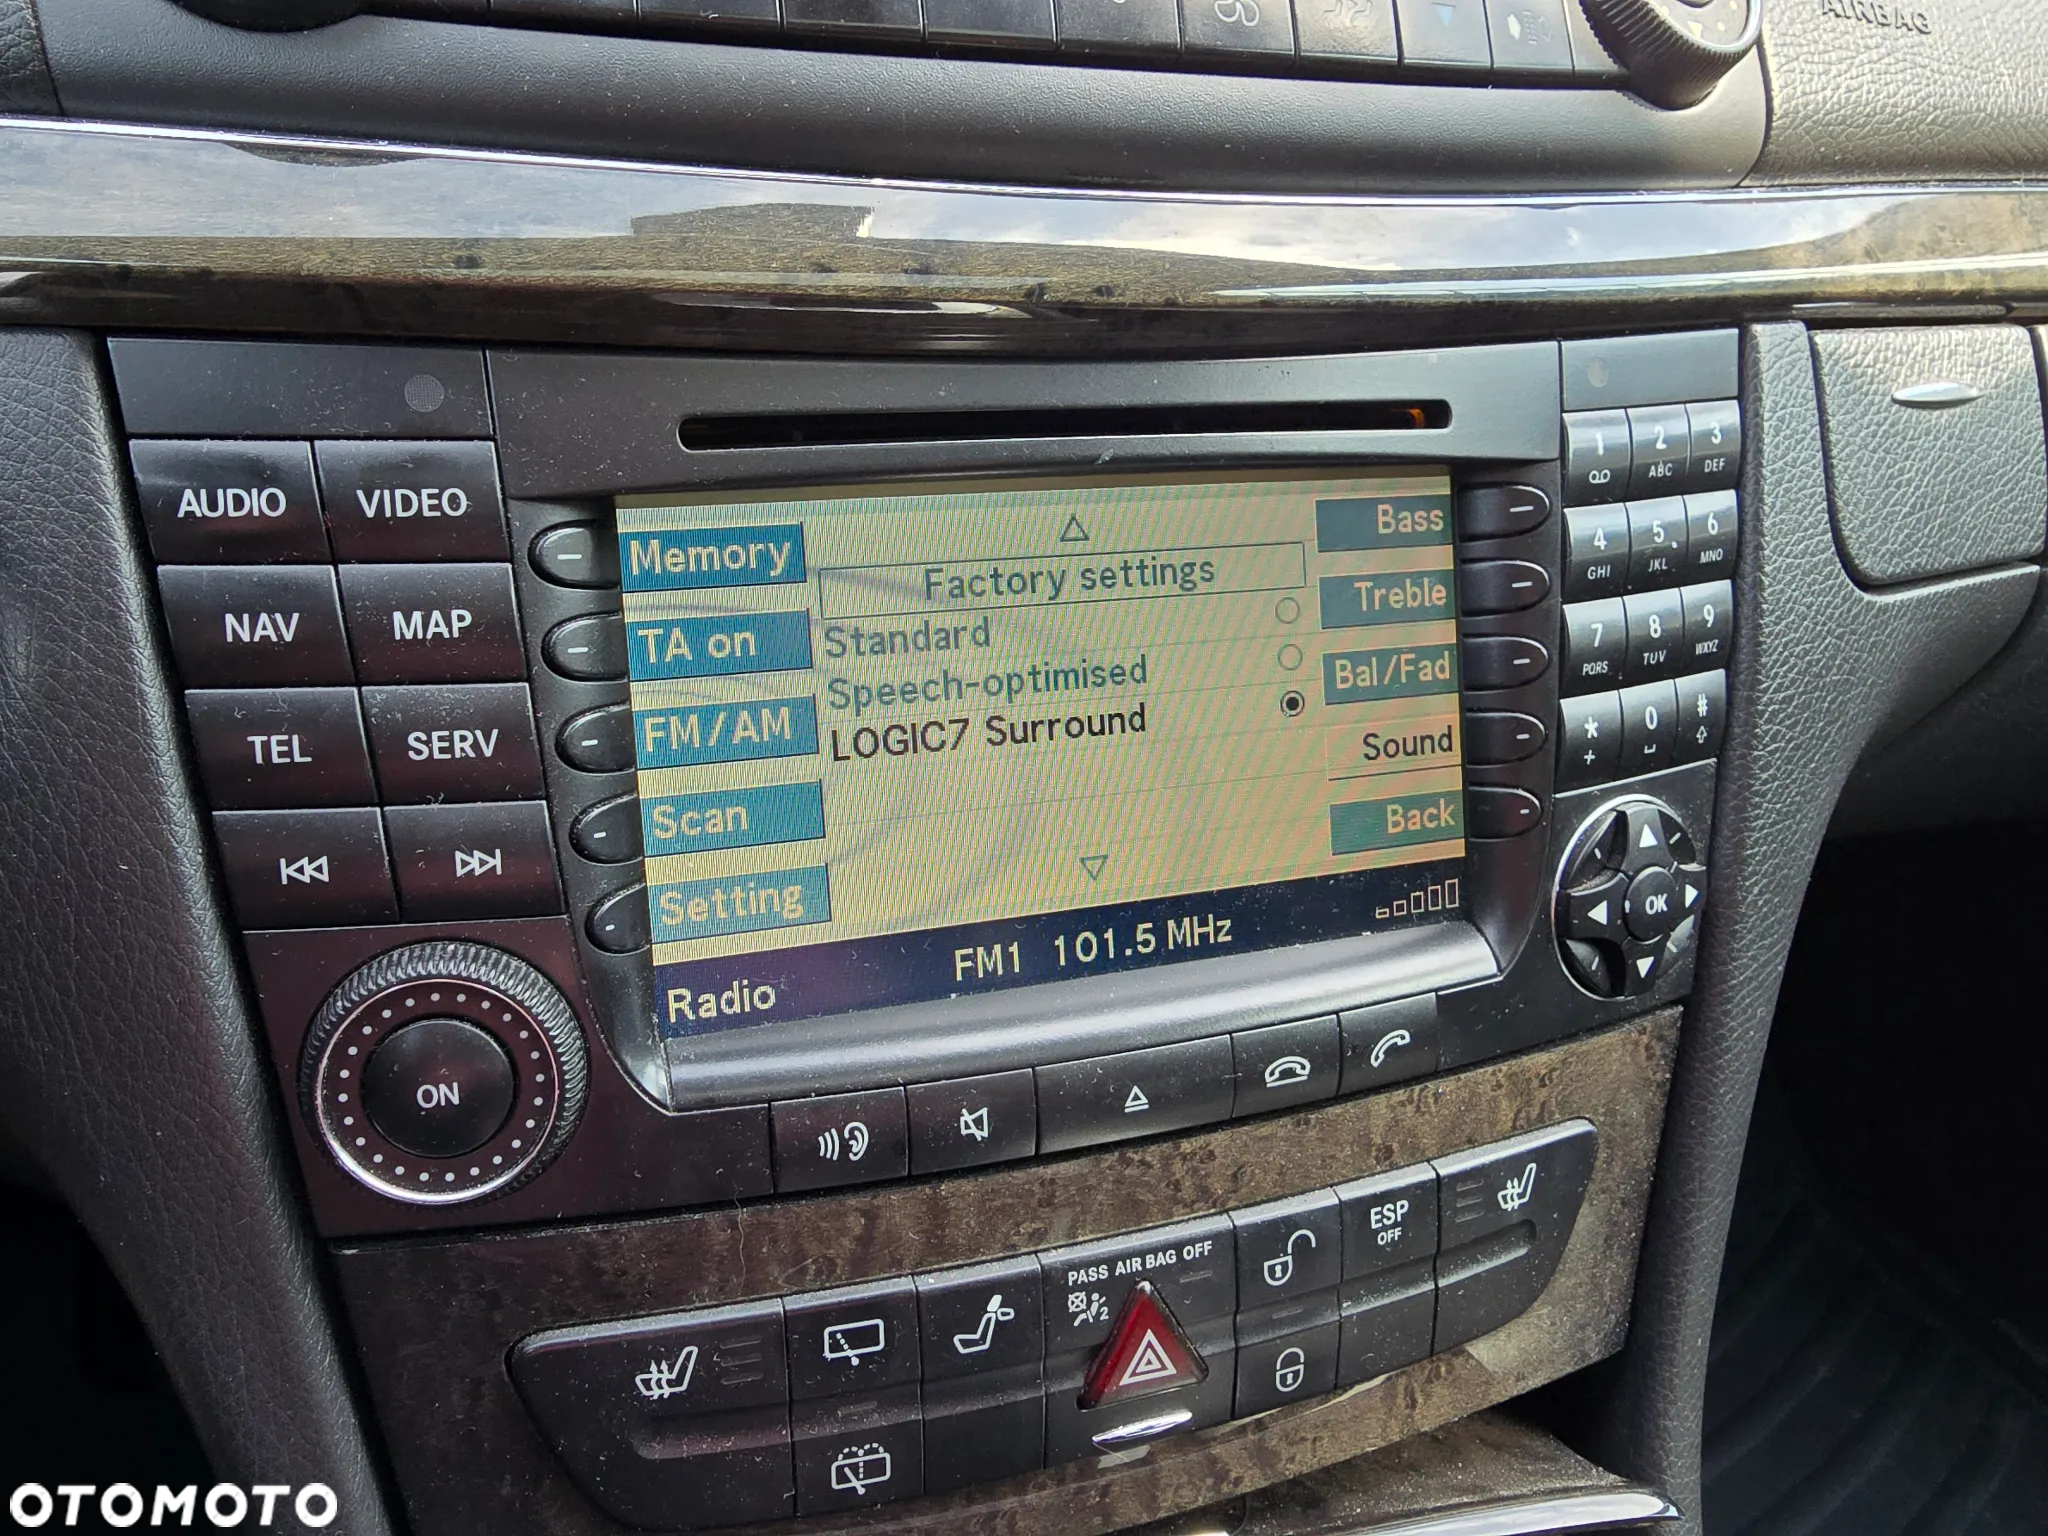 AIRBAG
AUDIO
VIDEO
NAV
MAP
TEL
SERV
ON
Memory
TA on
FM/AM
Scan
Setting
Factory settings
Standard
Speech-optimised
LOGIC7 Surround
Bass
Treble
Bal/Fad
Sound
Back
Radio
FM1 101.5 MHz
1
2 ABC
3 DEF
4 GHI
5 JKL
6 MNO
7 PQRS
8 TUV
9 WXYZ
* +
0
#
OK
PASS AIR BAG OFF
2
ESP
OFF
OTOMOTO